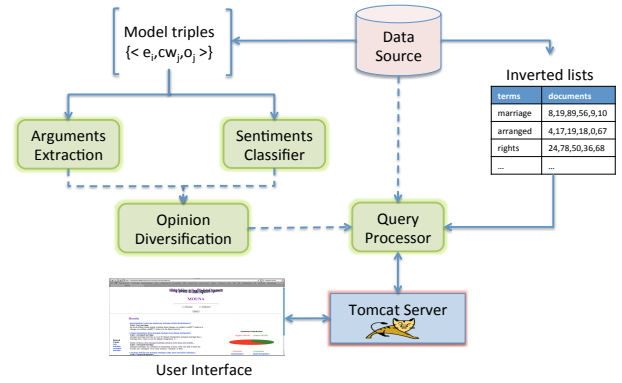 Model triples
{< eᵢ,cwⱼ,oⱼ >}
Data
Source
Inverted lists
terms documents
marriage 8,19,89,56,9,10
arranged 4,17,19,18,0,67
rights 24,78,50,36,68
... ...
Arguments
Extraction
Sentiments
Classifier
Opinion
Diversification
Query
Processor
MOUNA
Results
Tomcat Server
User Interface